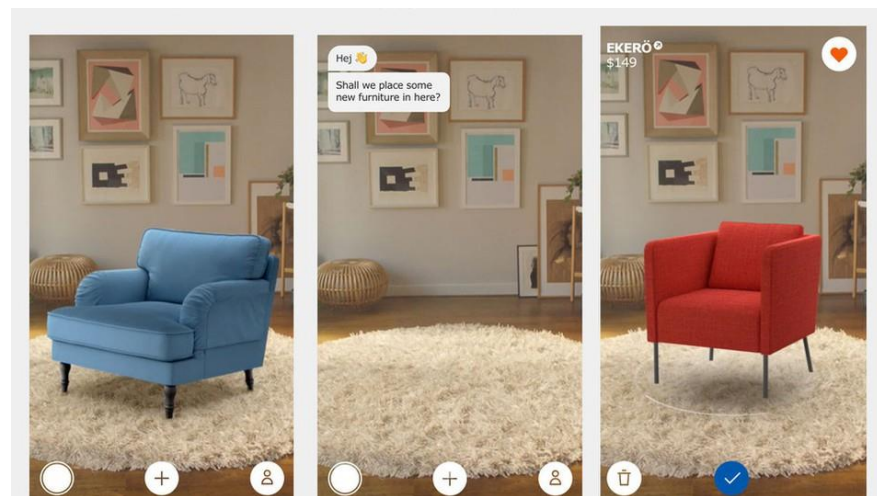 Hej 👋
Shall we place some
new furniture in here?
EKERÖ
$149